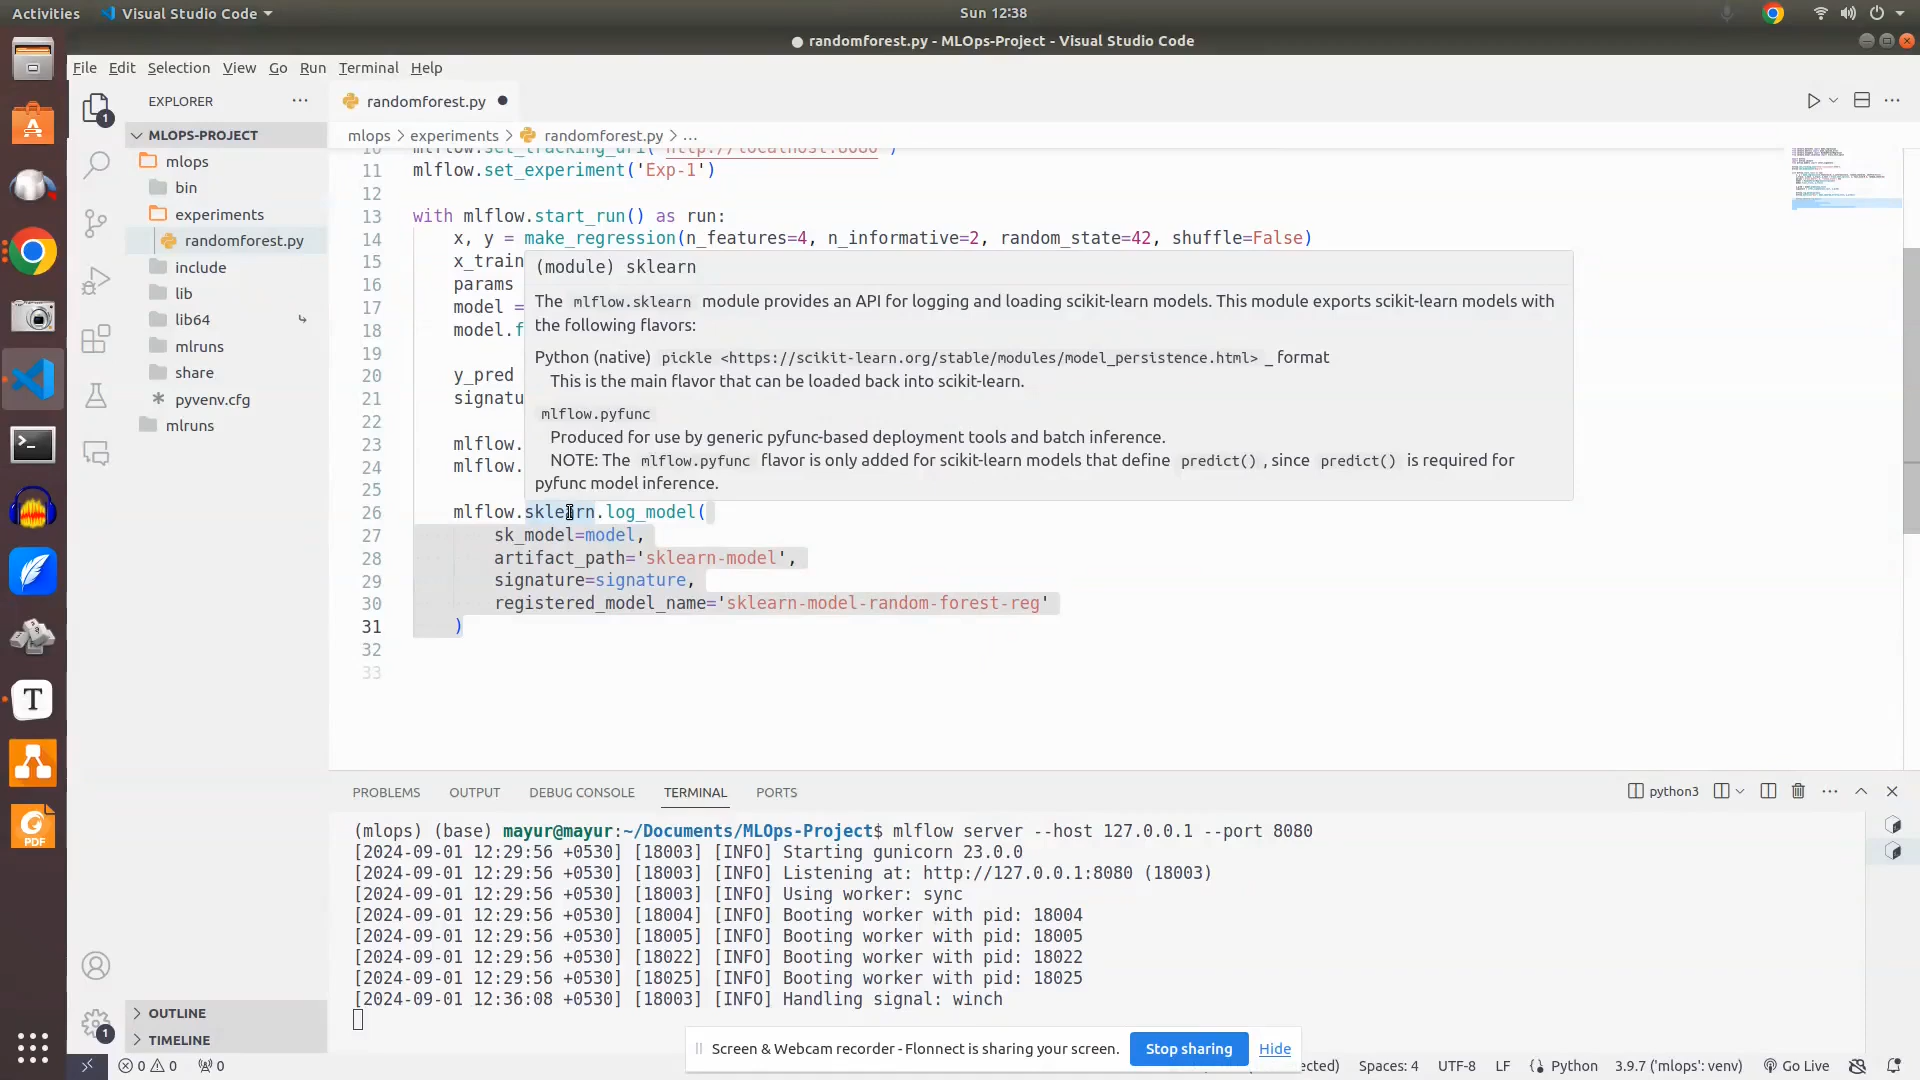 Activities
Visual Studio Code
Sun 12:38
● randomforest.py - MLOps-Project - Visual Studio Code
File Edit Selection View Go Run Terminal Help
EXPLORER
randomforest.py
MLOPS-PROJECT
mlops
bin
experiments
randomforest.py
include
lib
lib64
mlruns
share
pyvenv.cfg
mlruns
OUTLINE
TIMELINE
mlops > experiments > randomforest.py > ...
10 mlflow.set_tracking_uri("http://localhost:8080")
11 mlflow.set_experiment('Exp-1')
12
13 with mlflow.start_run() as run:
14 x, y = make_regression(n_features=4, n_informative=2, random_state=42, shuffle=False)
15 x_train
16 params
17 model =
18 model.f
19
20 y_pred
21 signatu
22
23 mlflow.
24 mlflow.
25
(module) sklearn
The mlflow.sklearn module provides an API for logging and loading scikit-learn models. This module exports scikit-learn models with
the following flavors:
Python (native) pickle <https://scikit-learn.org/stable/modules/model_persistence.html> _ format
This is the main flavor that can be loaded back into scikit-learn.
mlflow.pyfunc
Produced for use by generic pyfunc-based deployment tools and batch inference.
NOTE: The mlflow.pyfunc flavor is only added for scikit-learn models that define predict() , since predict() is required for
pyfunc model inference.
26 mlflow.sklearn.log_model(
27 sk_model=model,
28 artifact_path='sklearn-model',
29 signature=signature,
30 registered_model_name='sklearn-model-random-forest-reg'
31 )
32
33
PROBLEMS OUTPUT DEBUG CONSOLE TERMINAL PORTS
python3
(mlops) (base) mayur@mayur:~/Documents/MLOps-Project$ mlflow server --host 127.0.0.1 --port 8080
[2024-09-01 12:29:56 +0530] [18003] [INFO] Starting gunicorn 23.0.0
[2024-09-01 12:29:56 +0530] [18003] [INFO] Listening at: http://127.0.0.1:8080 (18003)
[2024-09-01 12:29:56 +0530] [18003] [INFO] Using worker: sync
[2024-09-01 12:29:56 +0530] [18004] [INFO] Booting worker with pid: 18004
[2024-09-01 12:29:56 +0530] [18005] [INFO] Booting worker with pid: 18005
[2024-09-01 12:29:56 +0530] [18022] [INFO] Booting worker with pid: 18022
[2024-09-01 12:29:56 +0530] [18025] [INFO] Booting worker with pid: 18025
[2024-09-01 12:36:08 +0530] [18003] [INFO] Handling signal: winch
Screen & Webcam recorder - Flonnect is sharing your screen. Stop sharing Hide
0 0 0 ected) Spaces: 4 UTF-8 LF Python 3.9.7 ('mlops': venv) Go Live
1
1
T
PDF